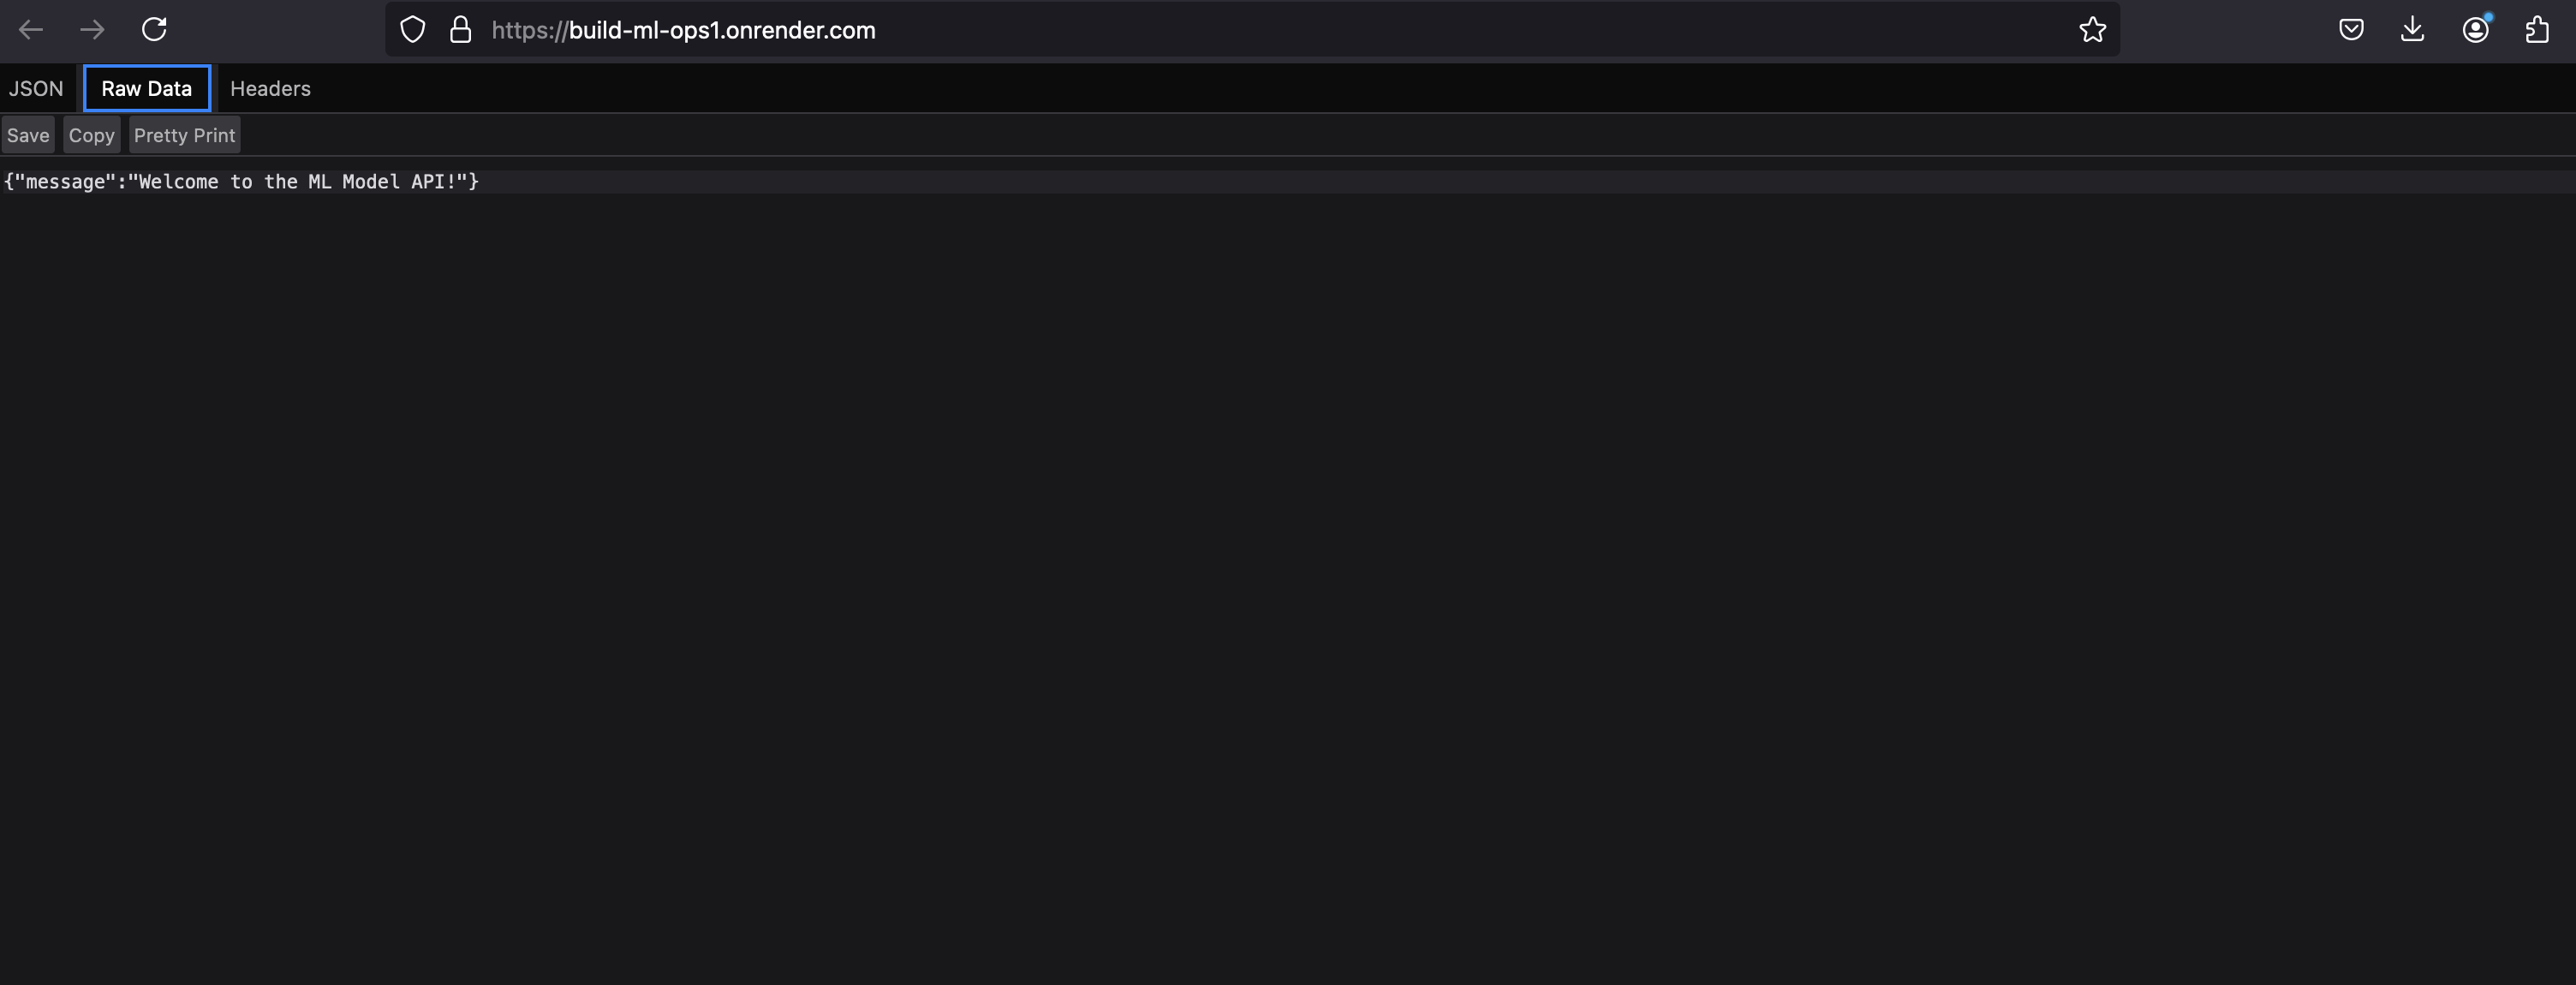 https://build-ml-ops1.onrender.com
JSON Raw Data Headers
Save Copy Pretty Print
{"message":"Welcome to the ML Model API!"}